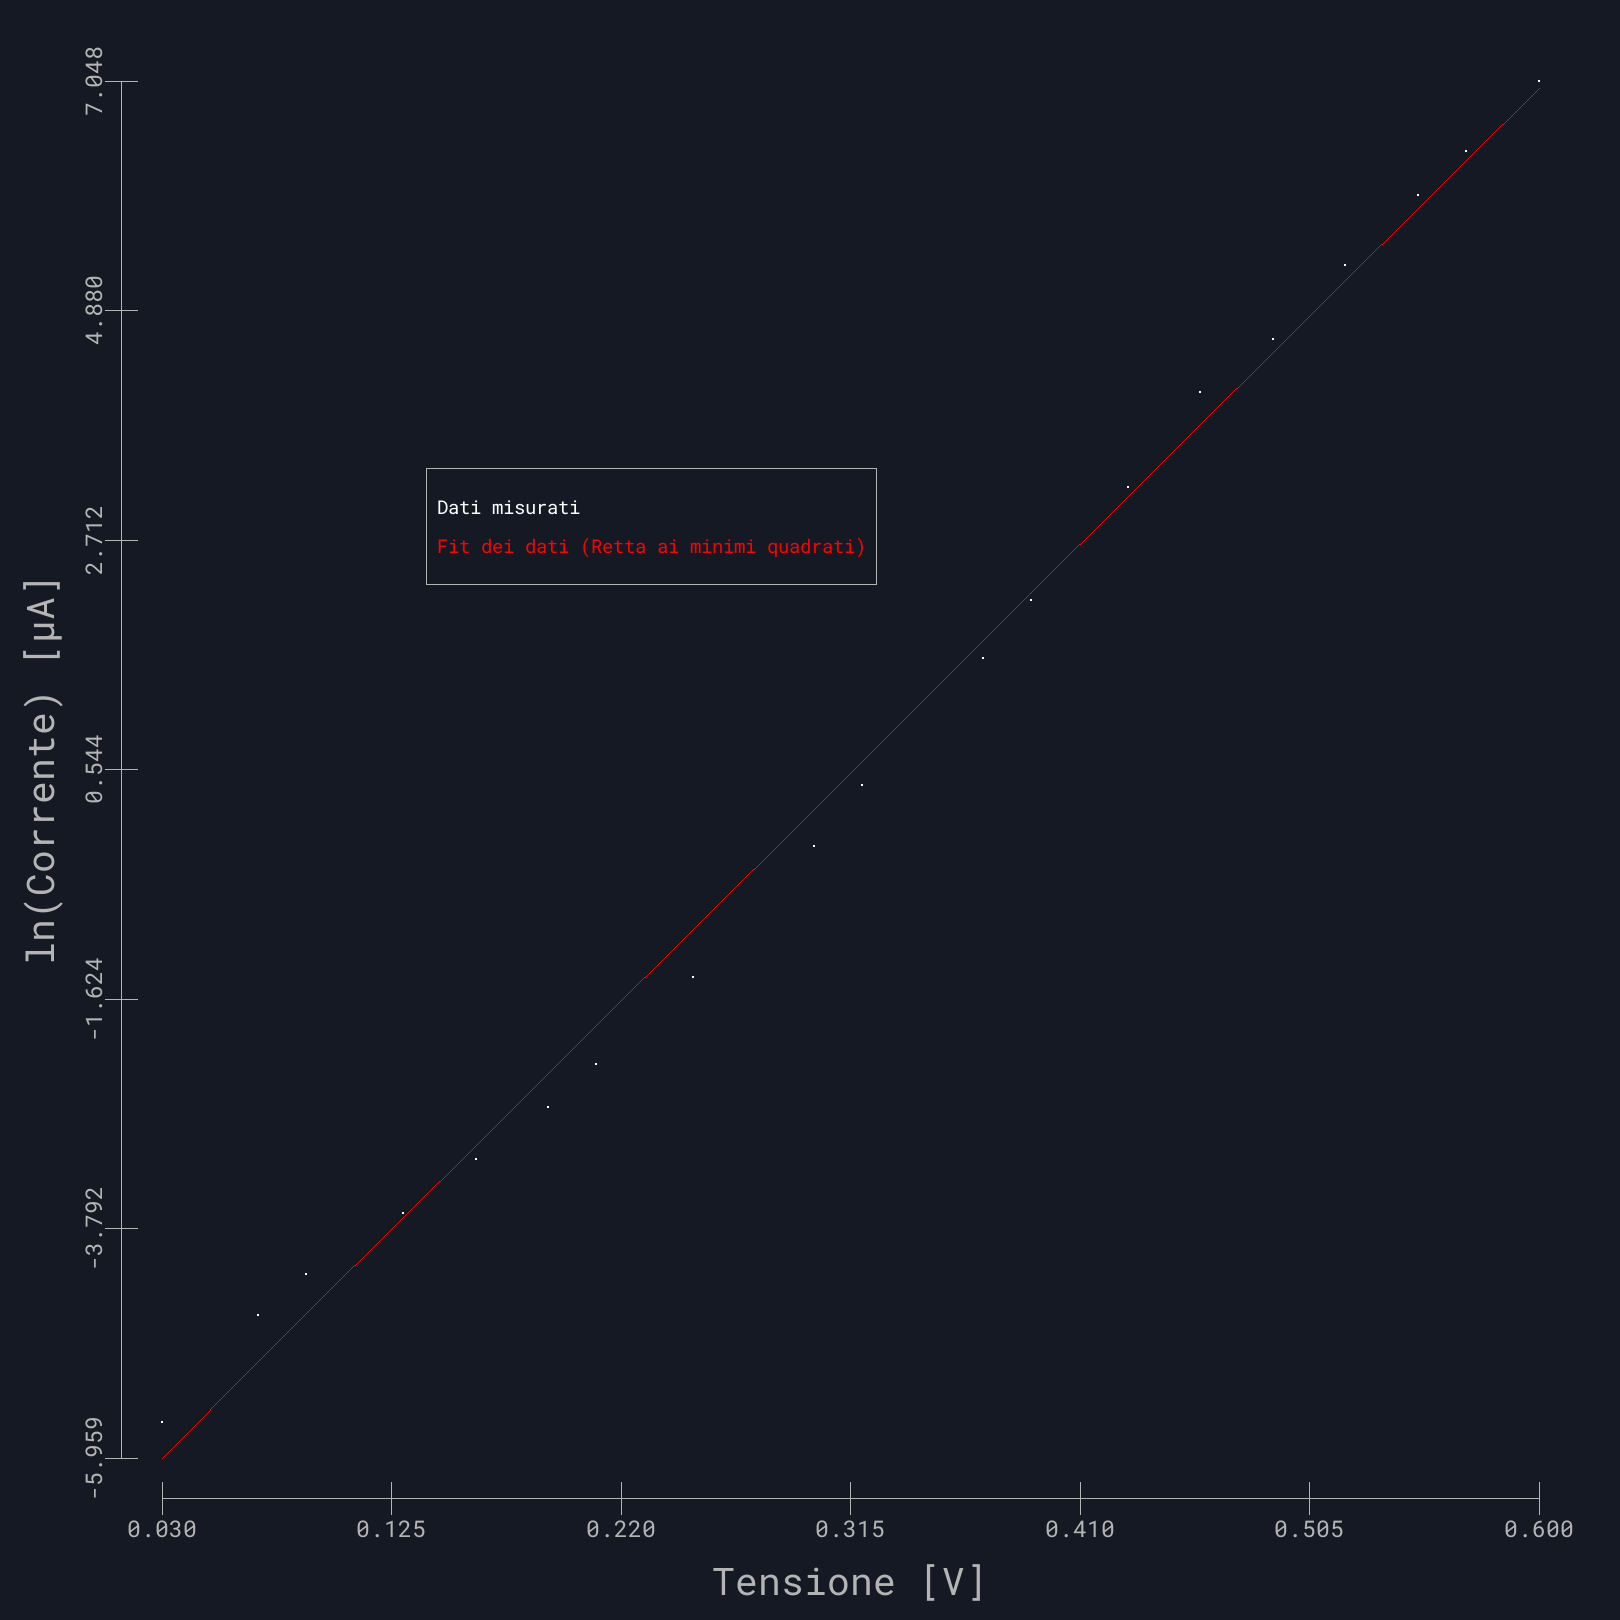 7.048
4.880
2.712
0.544
-1.624
-3.792
-5.959
ln(Corrente) [μA]
Dati misurati
Fit dei dati (Retta ai minimi quadrati)
0.030 0.125 0.220 0.315 0.410 0.505 0.600
Tensione [V]